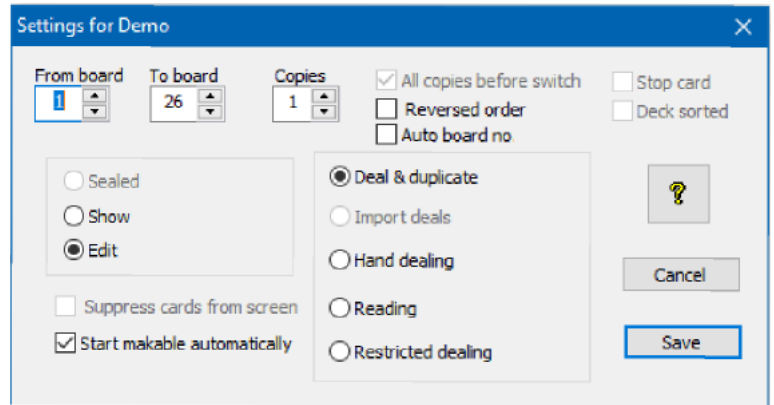 Settings for Demo
From board To board Copies
1 26 1
All copies before switch
Reversed order
Auto board no
Stop card
Deck sorted
Sealed
Show
Edit
Suppress cards from screen
Start makable automatically
Deal & duplicate
Import deals
Hand dealing
Reading
Restricted dealing
?
Cancel
Save